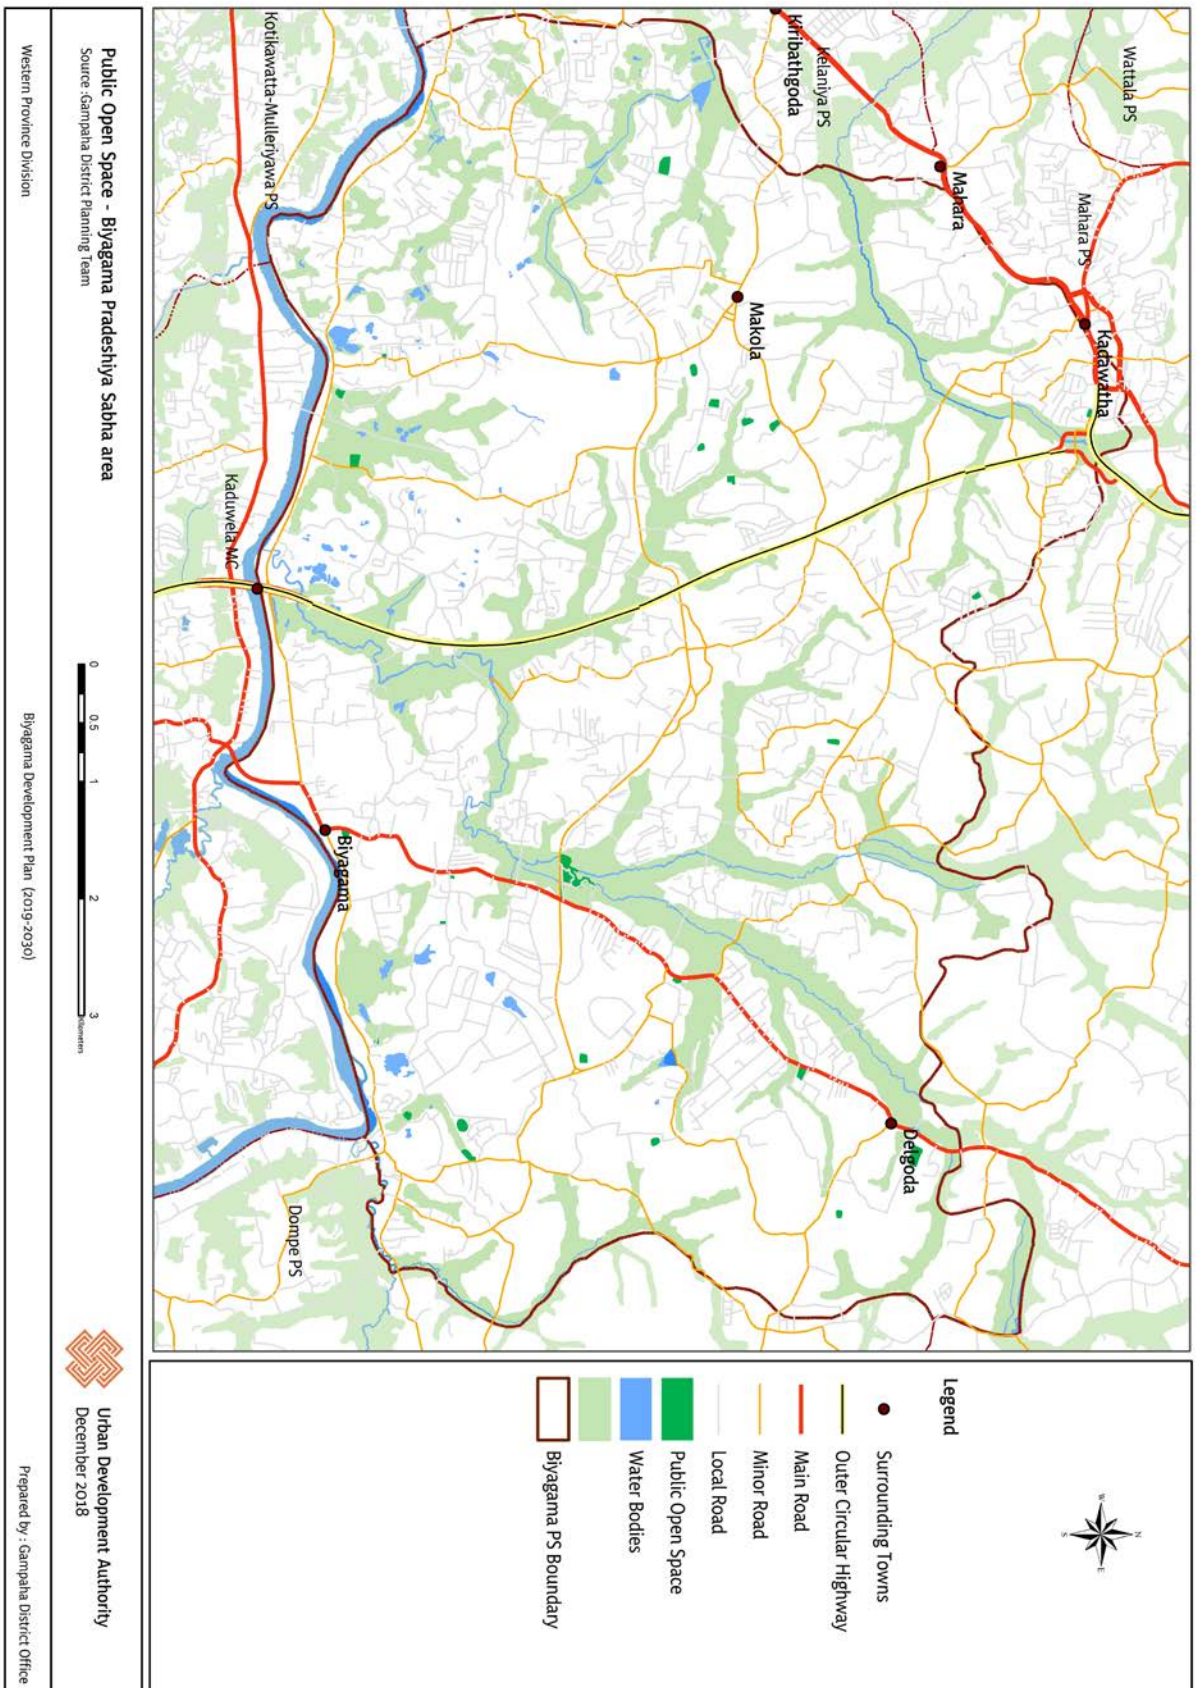 Wattala PS
Kiribathgoda
Kelaniya PS
Mahara
Mahara PS
Kadawatha
Makola
Kotikawatta-Mulleriyawa PS
Kaduwela MC
Biyagama
Delgoda
Dompe PS
Legend
Surrounding Towns
Outer Circular Highway
Main Road
Minor Road
Local Road
Public Open Space
Water Bodies
Biyagama PS Boundary
N
W
E
S
Public Open Space - Biyagama Pradeshiya Sabha area
Source :Gampaha District Planning Team
0 0.5 1 2 3
Kilometers
Urban Development Authority
December 2018
Western Province Division
Biyagama Development Plan (2019-2030)
Prepared by : Gampaha District Office